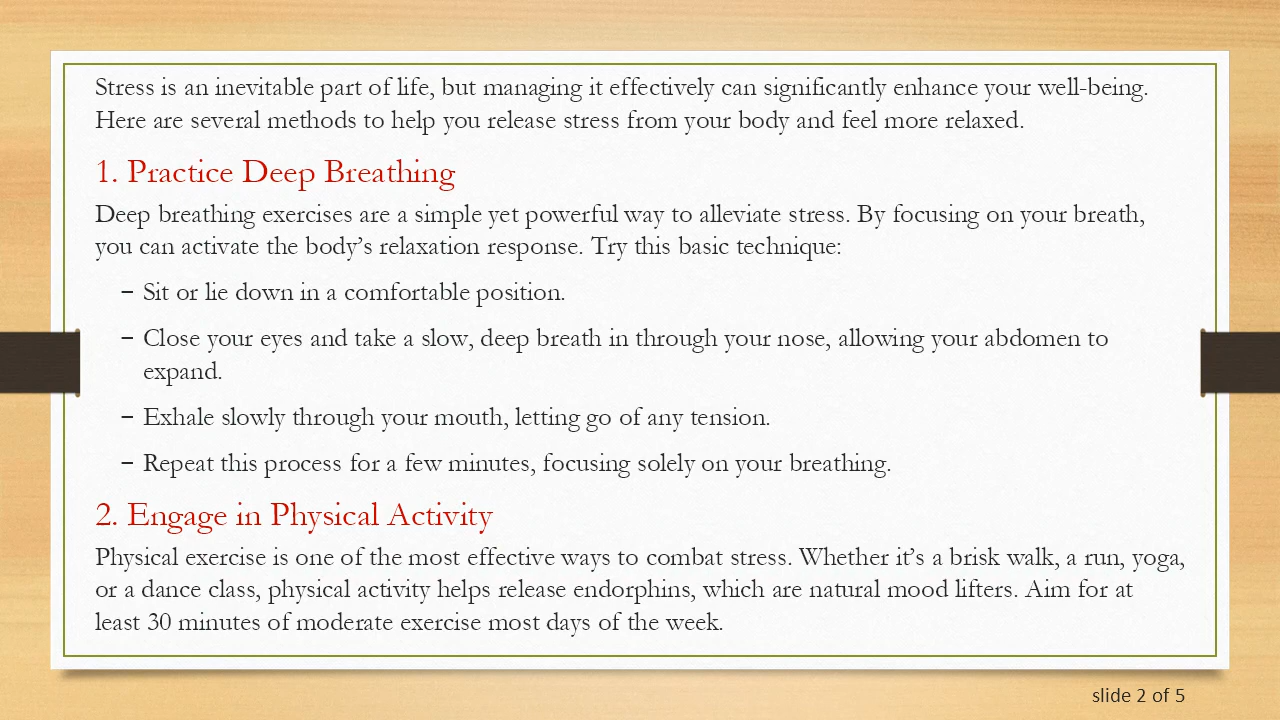 Stress is an inevitable part of life, but managing it effectively can significantly enhance your well-being.
Here are several methods to help you release stress from your body and feel more relaxed.
1. Practice Deep Breathing
Deep breathing exercises are a simple yet powerful way to alleviate stress. By focusing on your breath,
you can activate the body’s relaxation response. Try this basic technique:
– Sit or lie down in a comfortable position.
– Close your eyes and take a slow, deep breath in through your nose, allowing your abdomen to
expand.
– Exhale slowly through your mouth, letting go of any tension.
– Repeat this process for a few minutes, focusing solely on your breathing.
2. Engage in Physical Activity
Physical exercise is one of the most effective ways to combat stress. Whether it’s a brisk walk, a run, yoga,
or a dance class, physical activity helps release endorphins, which are natural mood lifters. Aim for at
least 30 minutes of moderate exercise most days of the week.
slide 2 of 5